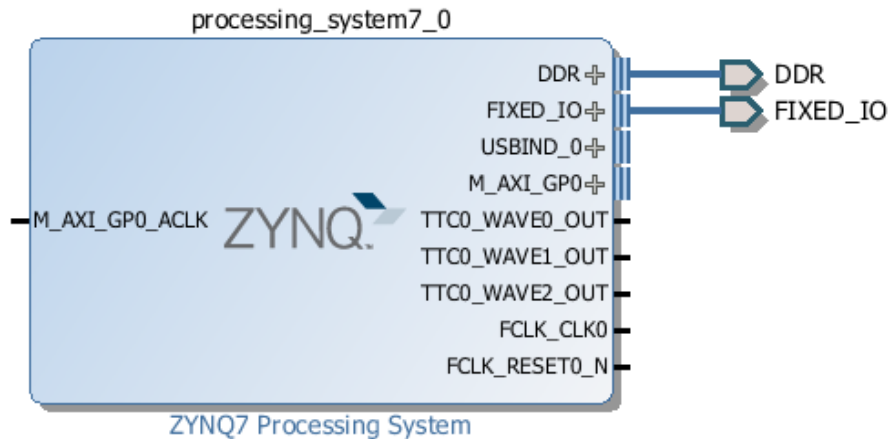 processing_system7_0
DDR
DDR
FIXED_IO
FIXED_IO
USBIND_0
M_AXI_GP0
M_AXI_GP0_ACLK
ZYNQ
TTC0_WAVE0_OUT
TTC0_WAVE1_OUT
TTC0_WAVE2_OUT
FCLK_CLK0
FCLK_RESET0_N
ZYNQ7 Processing System